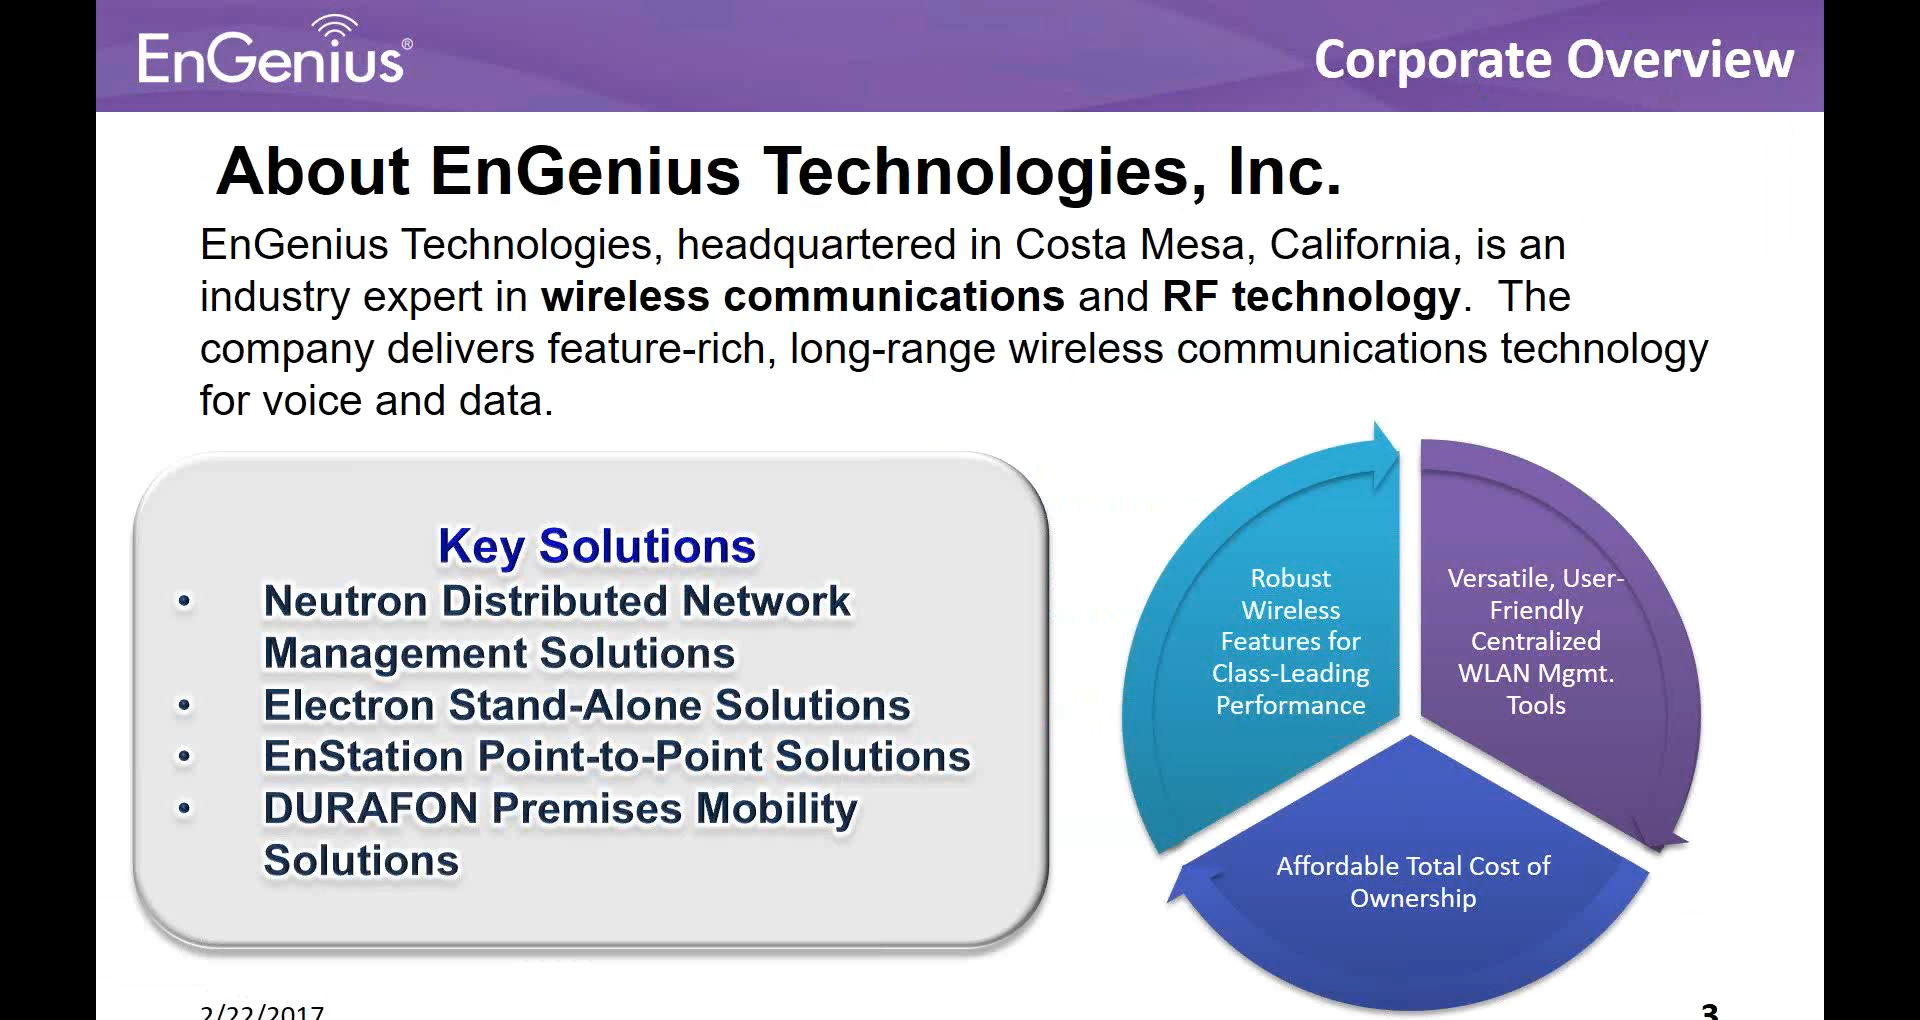 EnGenius®
Corporate Overview
About EnGenius Technologies, Inc.
EnGenius Technologies, headquartered in Costa Mesa, California, is an
industry expert in wireless communications and RF technology.  The
company delivers feature-rich, long-range wireless communications technology
for voice and data.
Key Solutions
• Neutron Distributed Network
Management Solutions
• Electron Stand-Alone Solutions
• EnStation Point-to-Point Solutions
• DURAFON Premises Mobility
Solutions
Robust
Wireless
Features for
Class-Leading
Performance
Versatile, User-
Friendly
Centralized
WLAN Mgmt.
Tools
Affordable Total Cost of
Ownership
2/22/2017
3